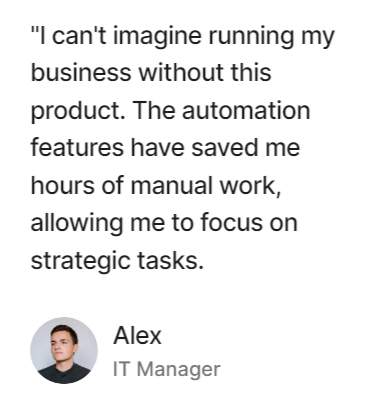 "I can't imagine running my
business without this
product. The automation
features have saved me
hours of manual work,
allowing me to focus on
strategic tasks.
Alex
IT Manager